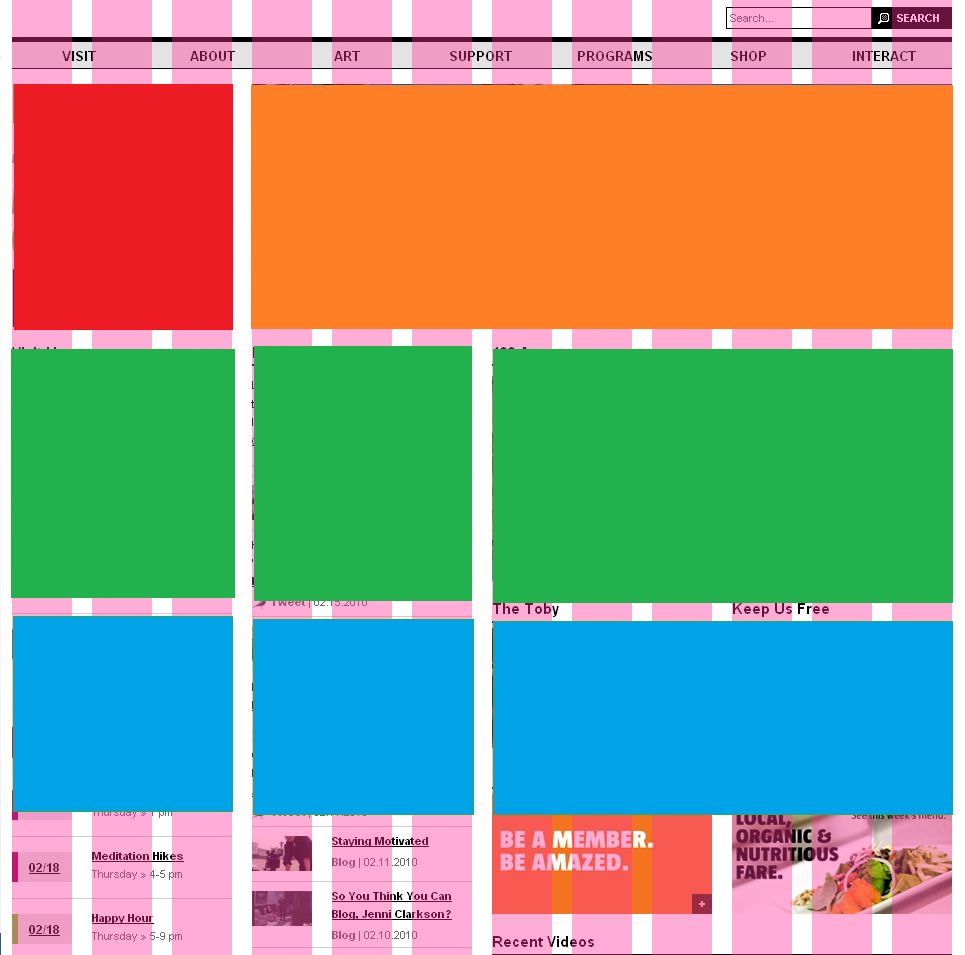 Search...
SEARCH
VISIT ABOUT ART SUPPORT PROGRAMS SHOP INTERACT
Tweet | 02.15.2010
The Toby
Keep Us Free
Thursday » 1 pm
02/18
Meditation Hikes
Thursday » 4-5 pm
02/18
Happy Hour
Thursday » 5-9 pm
Staying Motivated
Blog | 02.11.2010
So You Think You Can
Blog, Jenni Clarkson?
Blog | 02.10.2010
BE A MEMBER.
BE AMAZED.
+
See this week's menu.
LOCAL,
ORGANIC &
NUTRITIOUS
FARE.
Recent Videos